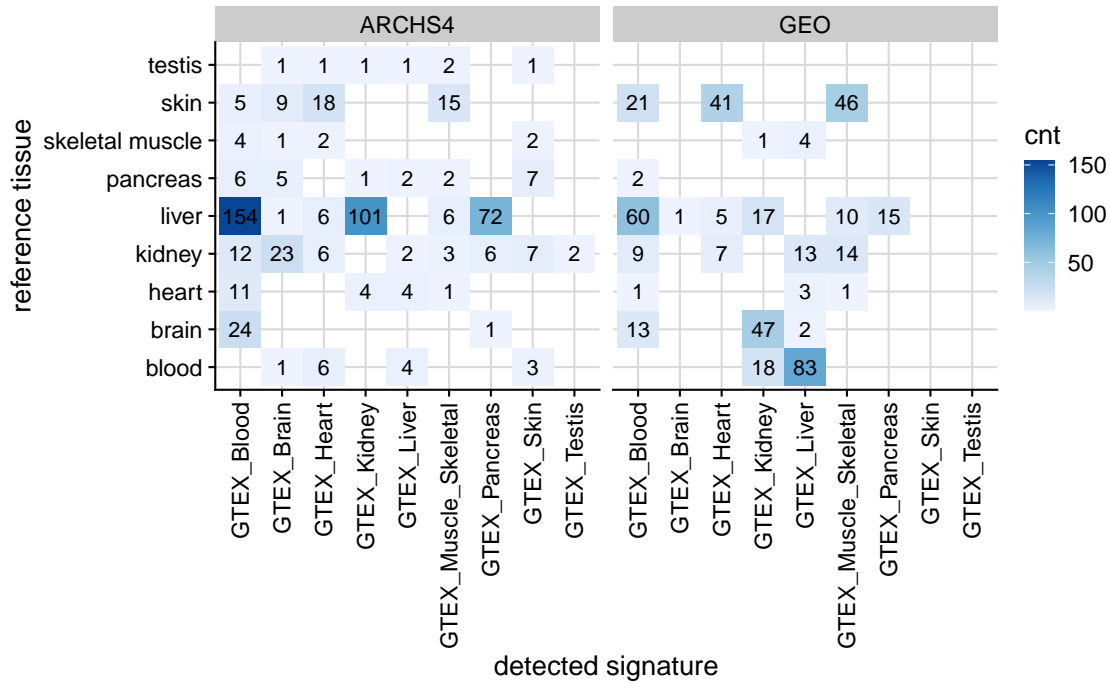 ARCHS4 GEO
testis 1 1 1 1 2 1
skin 5 9 18 15 21 41 46
skeletal muscle 4 1 2 2 1 4
pancreas 6 5 1 2 2 7 2
liver 154 1 6 101 6 72 60 1 5 17 10 15
kidney 12 23 6 2 3 6 7 2 9 7 13 14
heart 11 4 4 1 1 3 1
brain 24 1 13 47 2
blood 1 6 4 3 18 83
reference tissue
GTEX_Blood
GTEX_Brain
GTEX_Heart
GTEX_Kidney
GTEX_Liver
GTEX_Muscle_Skeletal
GTEX_Pancreas
GTEX_Skin
GTEX_Testis
GTEX_Blood
GTEX_Brain
GTEX_Heart
GTEX_Kidney
GTEX_Liver
GTEX_Muscle_Skeletal
GTEX_Pancreas
GTEX_Skin
GTEX_Testis
detected signature
cnt
150
100
50